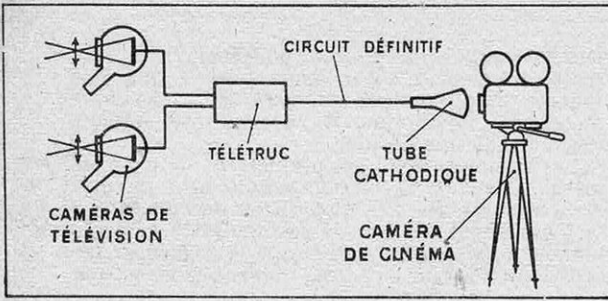 CIRCUIT DÉFINITIF
TÉLÉTRUC
TUBE
CATHODIQUE
CAMÉRAS DE
TÉLÉVISION
CAMÉRA
DE CINÉMA